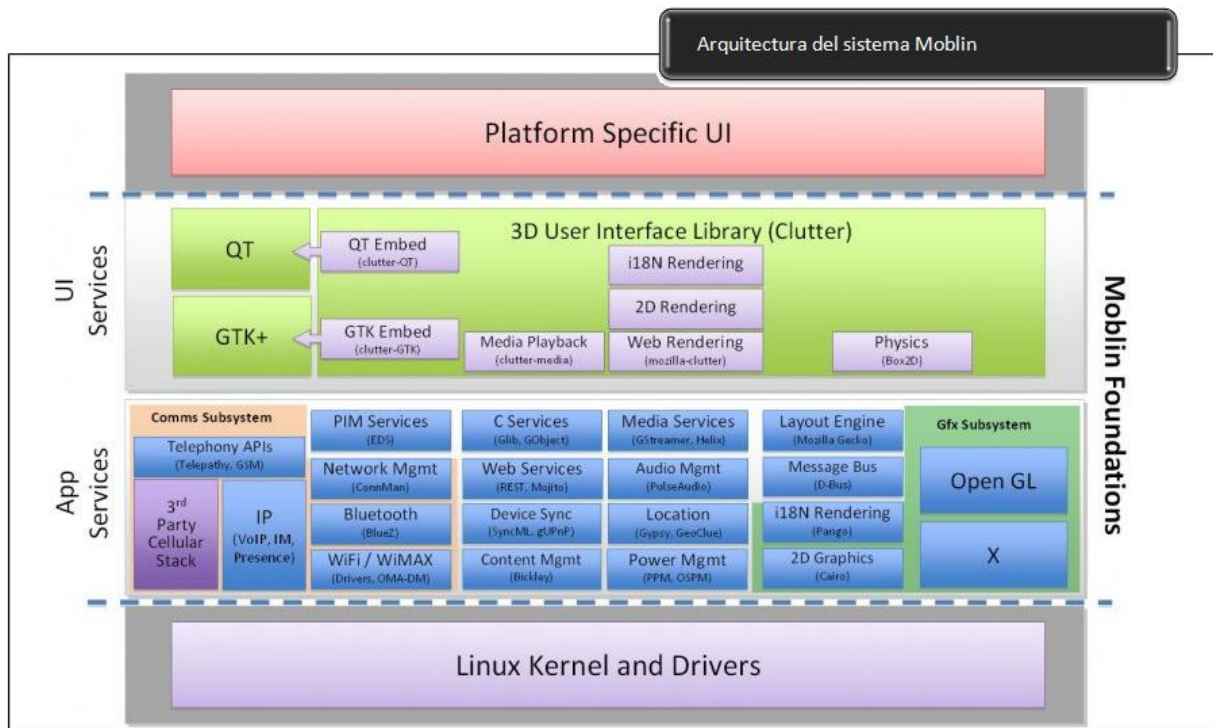 Arquitectura del sistema Moblin
Platform Specific UI
UI
Services
QT
GTK+
3D User Interface Library (Clutter)
QT Embed
(clutter-QT)
GTK Embed
(clutter-GTK)
Media Playback
(clutter-media)
i18N Rendering
2D Rendering
Web Rendering
(mozilla-clutter)
Physics
(Box2D)
Moblin Foundations
App
Services
Comms Subsystem
Telephony APIs
(Telepathy, GSM)
3rd
Party
Cellular
Stack
IP
(VoIP, IM,
Presence)
PIM Services
(EDS)
Network Mgmt
(ConnMan)
Bluetooth
(BlueZ)
WiFi / WiMAX
(Drivers, OMA-DM)
C Services
(Glib, GObject)
Web Services
(REST, Mojito)
Device Sync
(SyncML, gUPnP)
Content Mgmt
(Bickley)
Media Services
(GStreamer, Helix)
Audio Mgmt
(PulseAudio)
Location
(Gypsy, GeoClue)
Power Mgmt
(PPM, OSPM)
Layout Engine
(Mozilla Gecko)
Message Bus
(D-Bus)
i18N Rendering
(Pango)
2D Graphics
(Cairo)
Gfx Subsystem
Open GL
X
Linux Kernel and Drivers